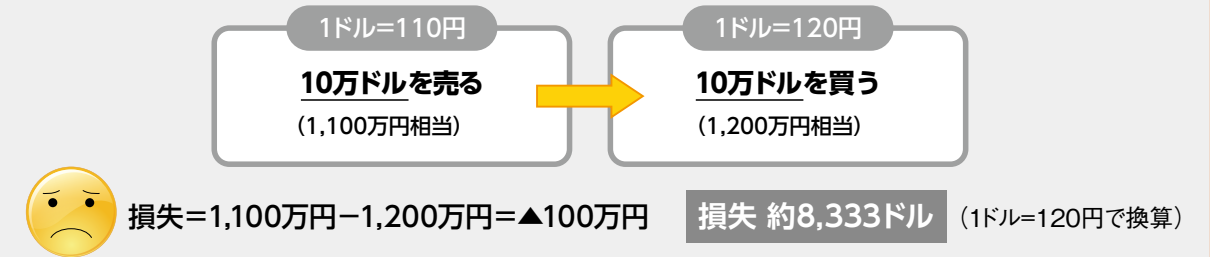 1ドル=110円
10万ドルを売る
(1,100万円相当)
1ドル=120円
10万ドルを買う
(1,200万円相当)
損失=1,100万円-1,200万円=▲100万円
損失 約8,333ドル
(1ドル=120円で換算)